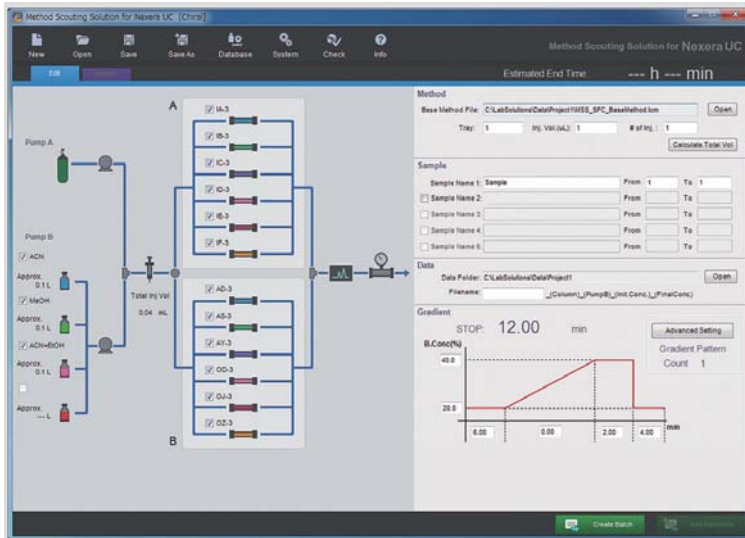 Method Scouting Solution for Nexera UC [Chiral]
New Open Save Save As Database System Check Info
Method Scouting Solution for Nexera UC
Edit
Estimated End Time --- h --- min
A
IA-3
IB-3
IC-3
ID-3
IE-3
IF-3
Pump A
Pump B
ACN
Approx.
0.1 L
MeOH
Approx.
0.1 L
ACN=EtOH
Approx.
0.1 L
Approx.
--- L
Total Inj Vol
0.04 mL
AD-3
AS-3
AY-3
OD-3
OJ-3
OZ-3
B
Method
Base Method File: C:\LabSolutions\Data\Project1\MSS_SFC_BaseMethod.lcm Open
Tray: 1 Inj. Vol.(uL): 1 # of Inj.: 1
Calculate Total Vol
Sample
Sample Name 1: Sample From 1 To 1
Sample Name 2: From To
Sample Name 3: From To
Sample Name 4: From To
Sample Name 5: From To
Data
Data Folder: C:\LabSolutions\Data\Project1 Open
Filename: _(Column)_(PumpB)_(Init.Conc.)_(FinalConc)
Gradient
STOP: 12.00 min
Advanced Setting
Gradient Pattern
Count 1
B.Conc(%)
40.0
20.0
6.00 0.00 2.00 4.00 min
Create Batch